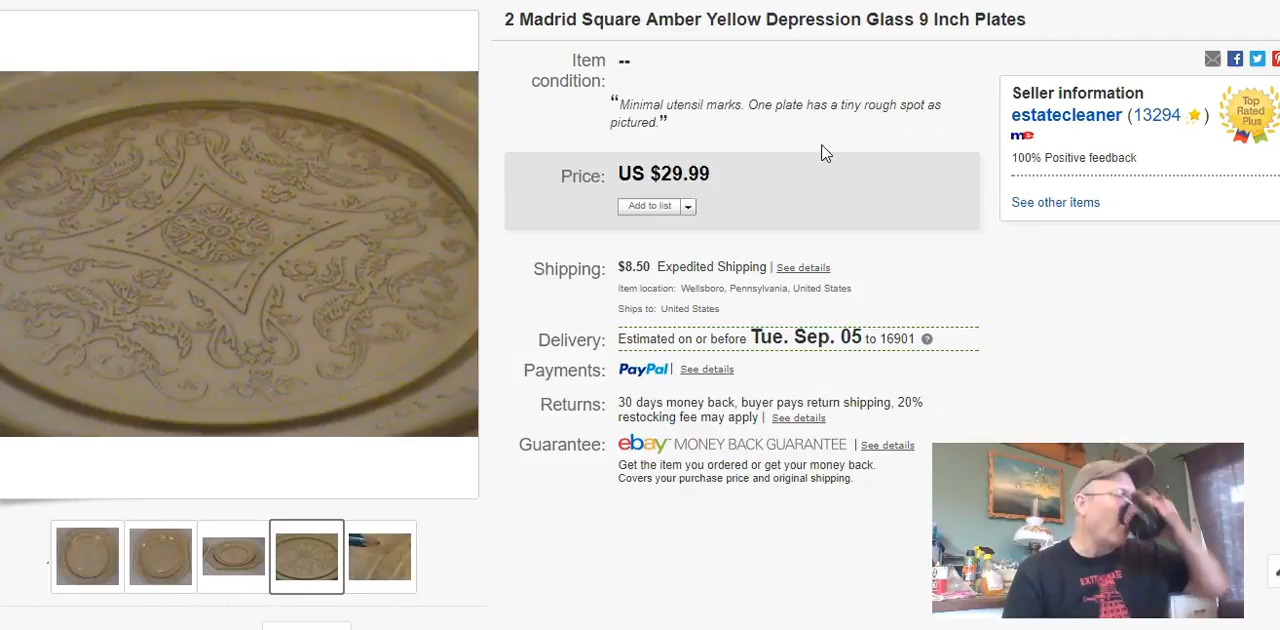 2 Madrid Square Amber Yellow Depression Glass 9 Inch Plates
Item condition:
--
“Minimal utensil marks. One plate has a tiny rough spot as
pictured.”
Price:
US $29.99
Add to list
Shipping:
$8.50 Expedited Shipping | See details
Item location: Wellsboro, Pennsylvania, United States
Ships to: United States
Delivery:
Estimated on or before Tue. Sep. 05 to 16901 ?
Payments:
PayPal | See details
Returns:
30 days money back, buyer pays return shipping, 20%
restocking fee may apply | See details
Guarantee:
ebay MONEY BACK GUARANTEE | See details
Get the item you ordered or get your money back.
Covers your purchase price and original shipping.
Seller information
estatecleaner (13294 )
me
100% Positive feedback
See other items
Top
Rated
Plus
EXTERMINATE